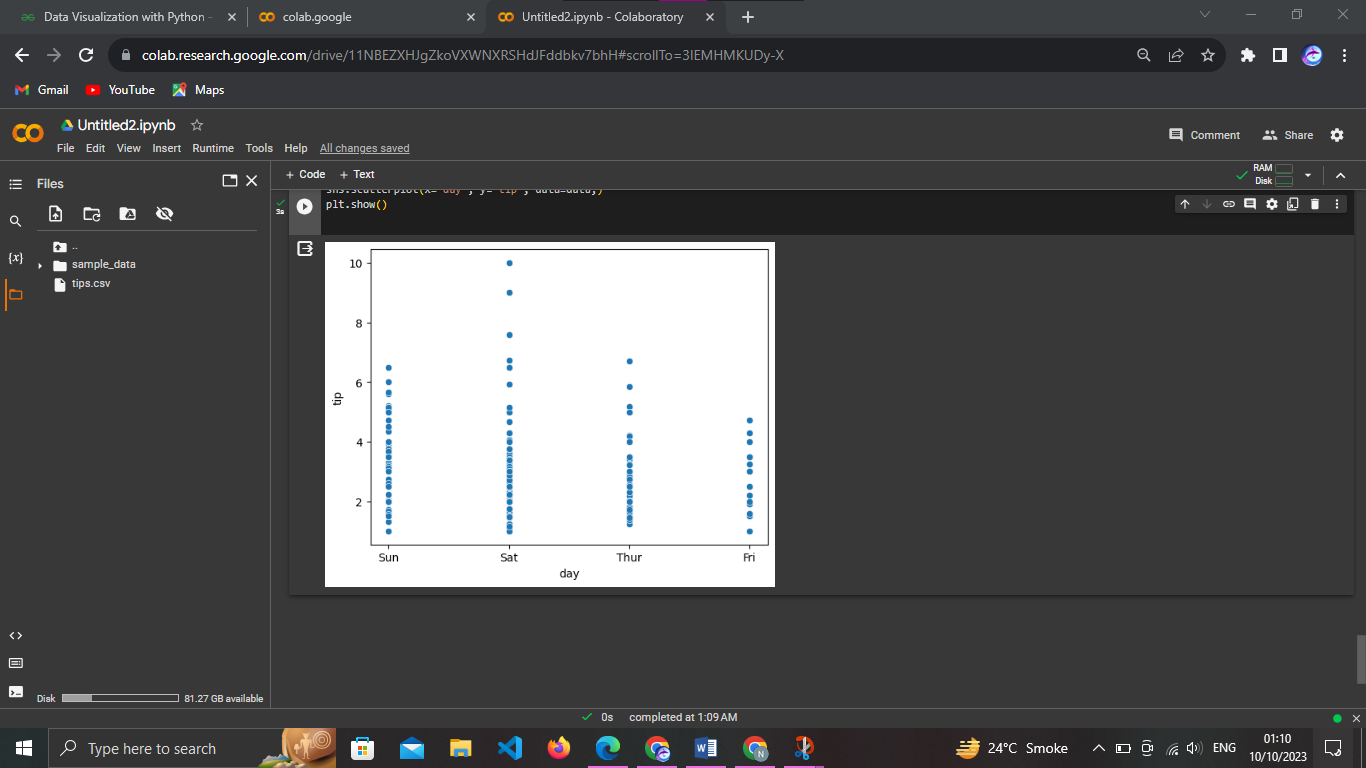 Data Visualization with Python -
colab.google
Untitled2.ipynb - Colaboratory
colab.research.google.com/drive/11NBEZXHJgZkoVXWNXRSHdJFddbkv7bhH#scrollTo=3IEMHMKUDy-X
Gmail YouTube Maps
CO Untitled2.ipynb
File Edit View Insert Runtime Tools Help All changes saved
Comment Share
Files
+ Code + Text
RAM
Disk
sns.scatterplot(x='day', y='tip', data=data,)
plt.show()
3s
{x}
..
sample_data
tips.csv
10
8
6
4
2
tip
Sun Sat Thur Fri
day
Disk 81.27 GB available
0s completed at 1:09 AM
Type here to search
N
24°C Smoke
ENG
01:10
10/10/2023